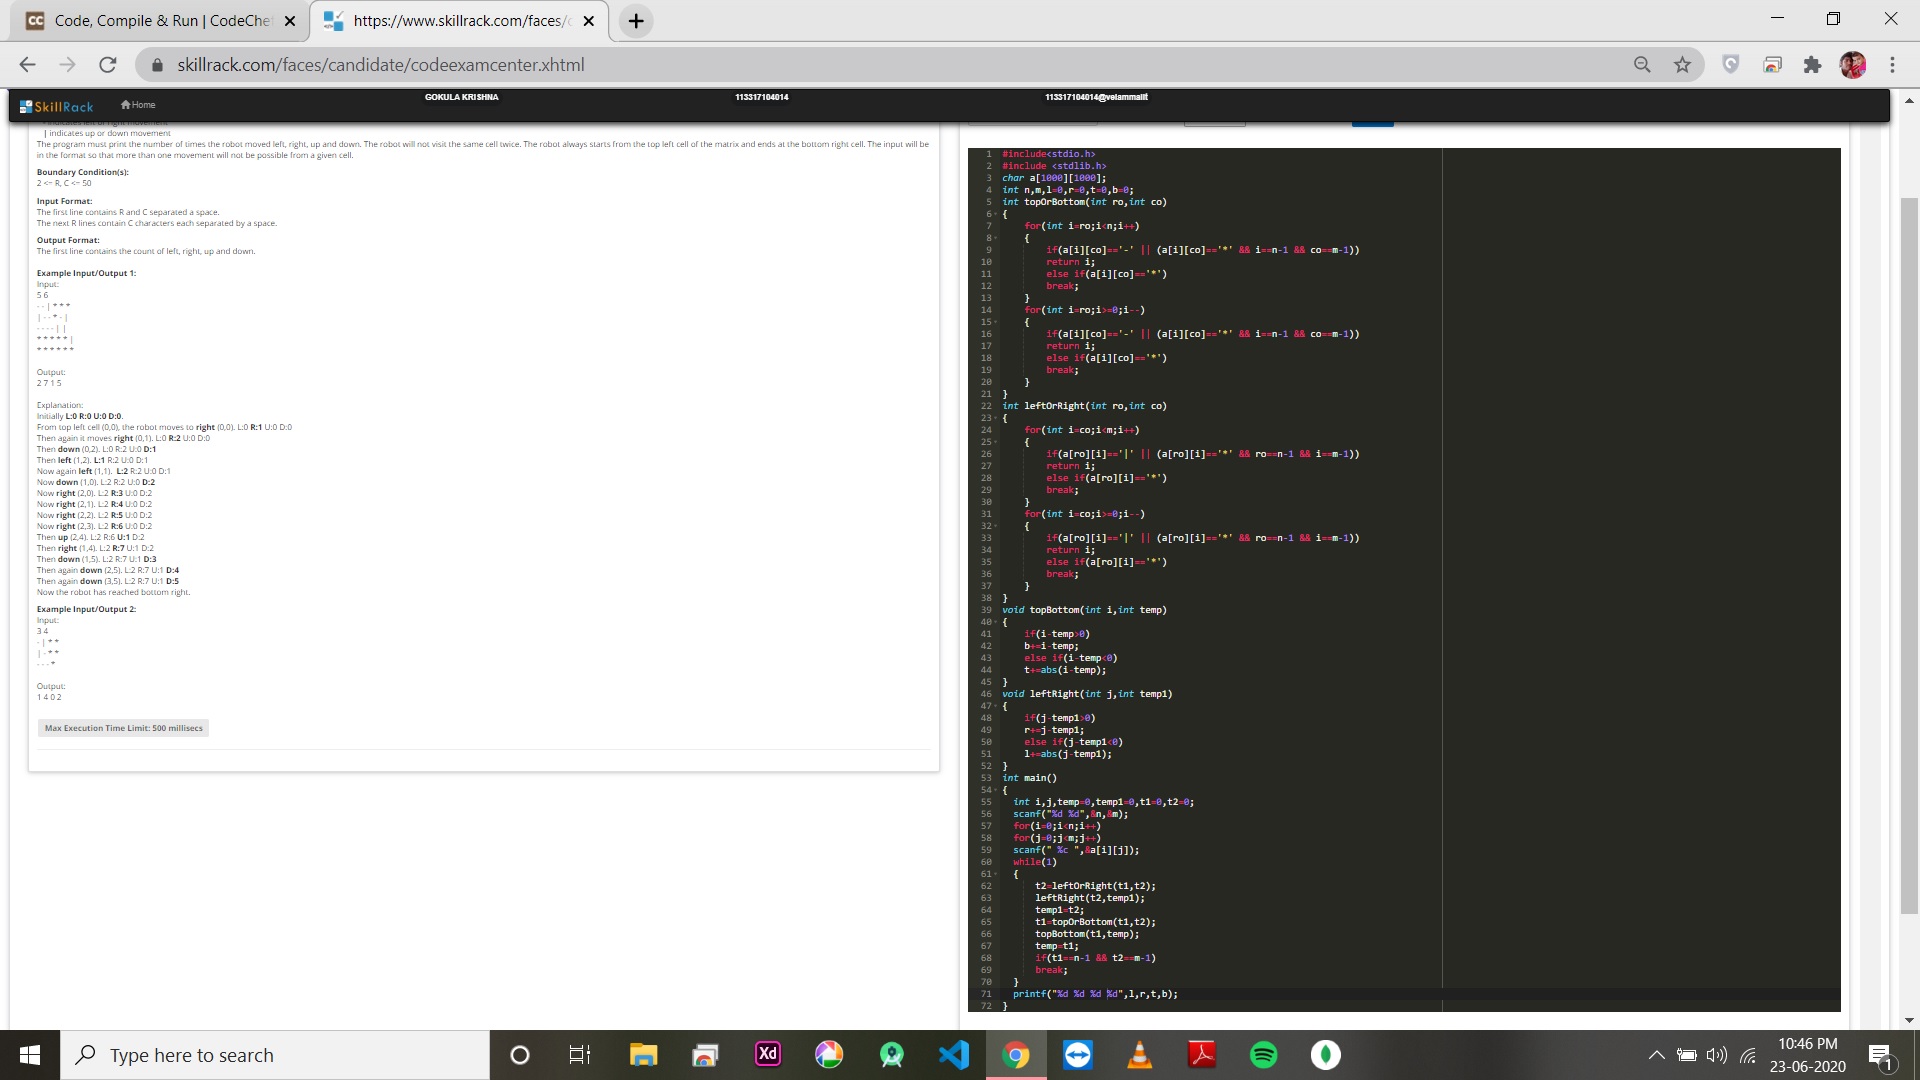 Code, Compile & Run | CodeChe
https://www.skillrack.com/faces/c
skillrack.com/faces/candidate/codeexamcenter.xhtml
SkillRack
Home
GOKULA KRISHNA
113317104014
113317104014@velammalit
| indicates up or down movement
The program must print the number of times the robot moved left, right, up and down. The robot will not visit the same cell twice. The robot always starts from the top left cell of the matrix and ends at the bottom right cell. The input will be
in the format so that more than one movement will not be possible from a given cell.
Boundary Condition(s):
2 <= R, C <= 50
Input Format:
The first line contains R and C separated a space.
The next R lines contain C characters each separated by a space.
Output Format:
The first line contains the count of left, right, up and down.
Example Input/Output 1:
Input:
5 6
- - | * * *
| - - * - |
- - - - | |
* * * * * |
* * * * * *
Output:
2 7 1 5
Explanation:
Initially L:0 R:0 U:0 D:0.
From top left cell (0,0), the robot moves to right (0,0). L:0 R:1 U:0 D:0
Then again it moves right (0,1). L:0 R:2 U:0 D:0
Then down (0,2). L:0 R:2 U:0 D:1
Then left (1,2). L:1 R:2 U:0 D:1
Now again left (1,1). L:2 R:2 U:0 D:1
Now down (1,0). L:2 R:2 U:0 D:2
Now right (2,0). L:2 R:3 U:0 D:2
Now right (2,1). L:2 R:4 U:0 D:2
Now right (2,2). L:2 R:5 U:0 D:2
Now right (2,3). L:2 R:6 U:0 D:2
Then up (2,4). L:2 R:6 U:1 D:2
Then right (1,4). L:2 R:7 U:1 D:2
Then down (1,5). L:2 R:7 U:1 D:3
Then again down (2,5). L:2 R:7 U:1 D:4
Then again down (3,5). L:2 R:7 U:1 D:5
Now the robot has reached bottom right.
Example Input/Output 2:
Input:
3 4
- | * *
| - * *
- - - *
Output:
1 4 0 2
Max Execution Time Limit: 500 millisecs
1 #include<stdio.h>
2 #include <stdlib.h>
3 char a[1000][1000];
4 int n,m,l=0,r=0,t=0,b=0;
5 int topOrBottom(int ro,int co)
6 {
7 for(int i=ro;i<n;i++)
8 {
9 if(a[i][co]=='-' || (a[i][co]=='*' && i==n-1 && co==m-1))
10 return i;
11 else if(a[i][co]=='*')
12 break;
13 }
14 for(int i=ro;i>=0;i--)
15 {
16 if(a[i][co]=='-' || (a[i][co]=='*' && i==n-1 && co==m-1))
17 return i;
18 else if(a[i][co]=='*')
19 break;
20 }
21 }
22 int leftOrRight(int ro,int co)
23 {
24 for(int i=co;i<m;i++)
25 {
26 if(a[ro][i]=='|' || (a[ro][i]=='*' && ro==n-1 && i==m-1))
27 return i;
28 else if(a[ro][i]=='*')
29 break;
30 }
31 for(int i=co;i>=0;i--)
32 {
33 if(a[ro][i]=='|' || (a[ro][i]=='*' && ro==n-1 && i==m-1))
34 return i;
35 else if(a[ro][i]=='*')
36 break;
37 }
38 }
39 void topBottom(int i,int temp)
40 {
41 if(i-temp>0)
42 b+=i-temp;
43 else if(i-temp<0)
44 t+=abs(i-temp);
45 }
46 void leftRight(int j,int temp1)
47 {
48 if(j-temp1>0)
49 r+=j-temp1;
50 else if(j-temp1<0)
51 l+=abs(j-temp1);
52 }
53 int main()
54 {
55 int i,j,temp=0,temp1=0,t1=0,t2=0;
56 scanf("%d %d",&n,&m);
57 for(i=0;i<n;i++)
58 for(j=0;j<m;j++)
59 scanf(" %c ",&a[i][j]);
60 while(1)
61 {
62 t2=leftOrRight(t1,t2);
63 leftRight(t2,temp1);
64 temp1=t2;
65 t1=topOrBottom(t1,t2);
66 topBottom(t1,temp);
67 temp=t1;
68 if(t1==n-1 && t2==m-1)
69 break;
70 }
71 printf("%d %d %d %d",l,r,t,b);
72 }
Type here to search
Xd
10:46 PM
23-06-2020
1